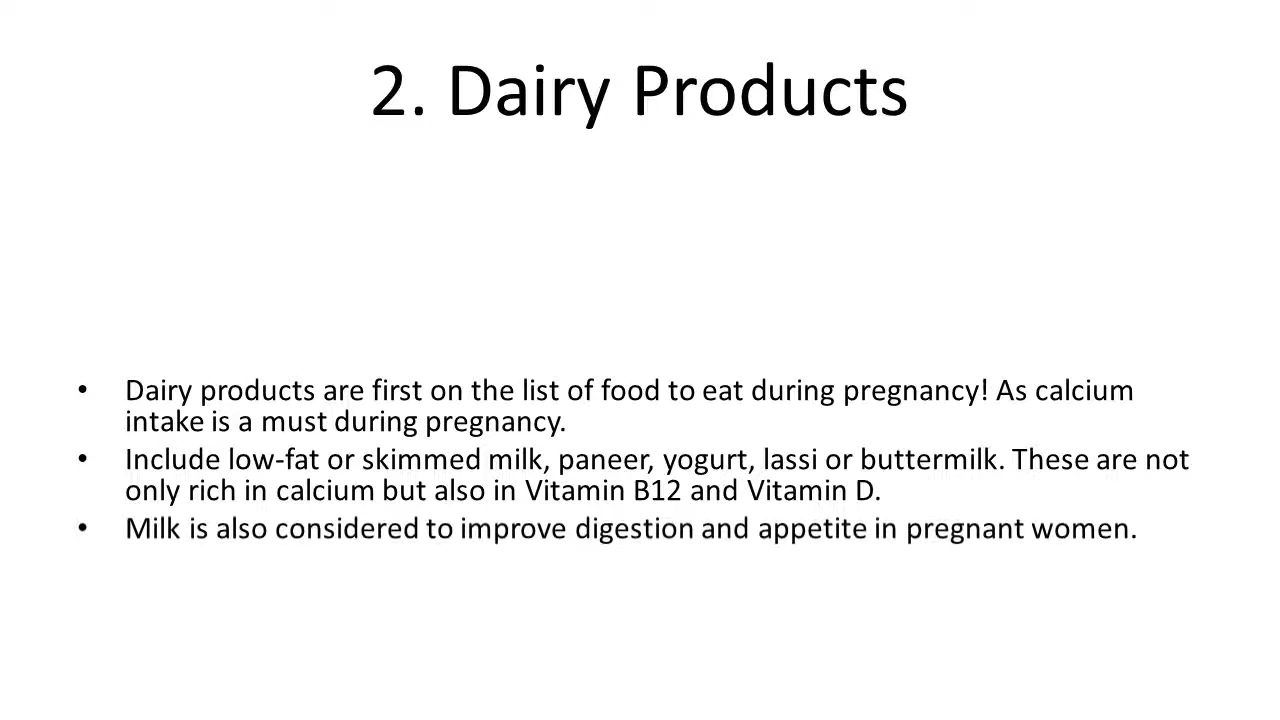 2. Dairy Products
• Dairy products are first on the list of food to eat during pregnancy! As calcium
intake is a must during pregnancy.
• Include low-fat or skimmed milk, paneer, yogurt, lassi or buttermilk. These are not
only rich in calcium but also in Vitamin B12 and Vitamin D.
• Milk is also considered to improve digestion and appetite in pregnant women.